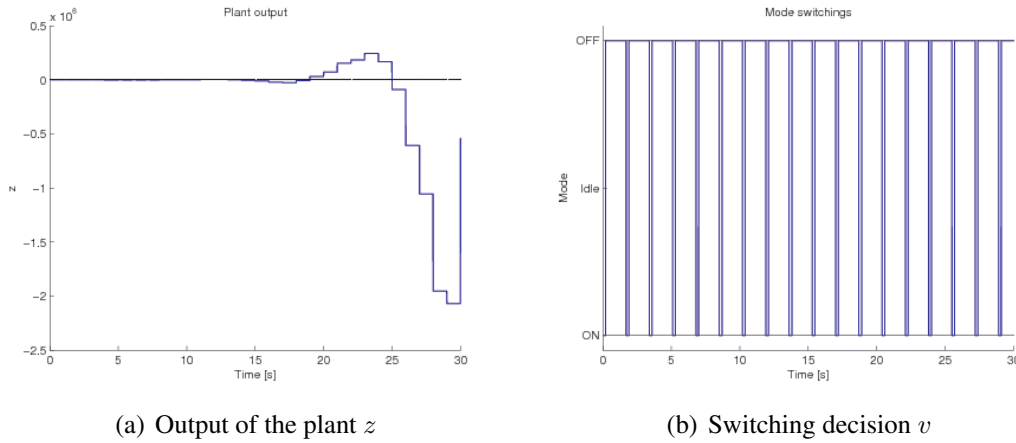 Plant output
x 10^6
0.5
0
−0.5
−1
−1.5
−2
−2.5
z
0 5 10 15 20 25 30
Time [s]
(a) Output of the plant z
Mode switchings
OFF
Idle
ON
Mode
0 5 10 15 20 25 30
Time [s]
(b) Switching decision v